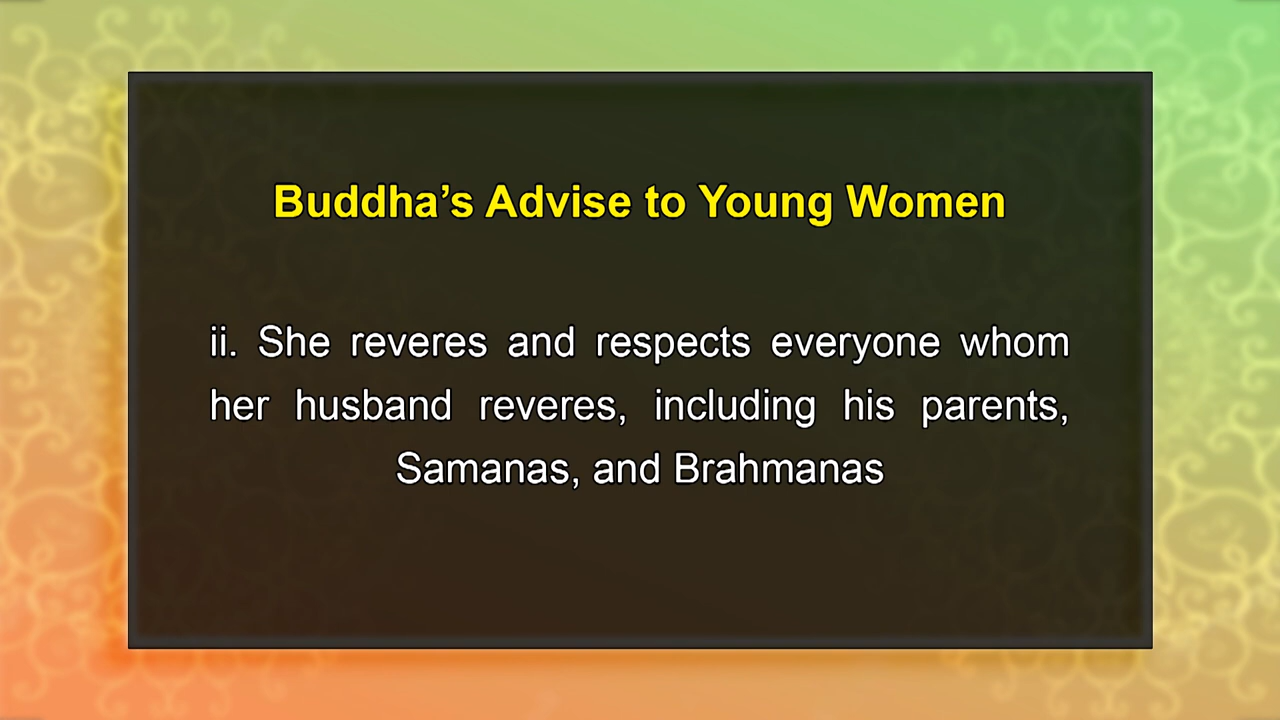 Buddha’s Advise to Young Women
ii. She reveres and respects everyone whom
her husband reveres, including his parents,
Samanas, and Brahmanas